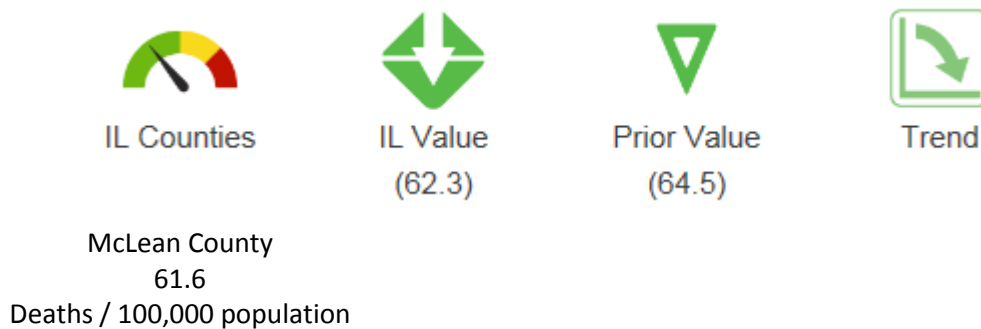 IL Counties
IL Value
(62.3)
Prior Value
(64.5)
Trend
McLean County
61.6
Deaths / 100,000 population